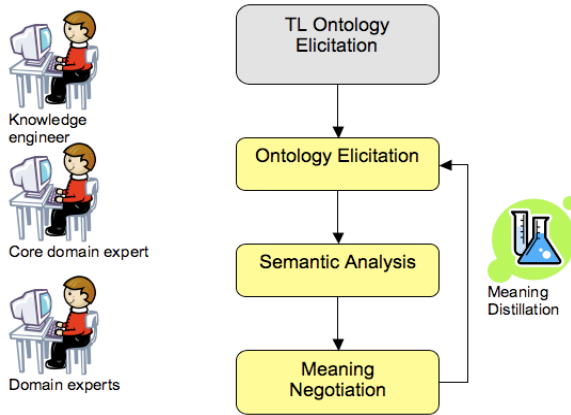 TL Ontology
Elicitation
Knowledge
engineer
Ontology Elicitation
Core domain expert
Semantic Analysis
Meaning
Distillation
Domain experts
Meaning
Negotiation